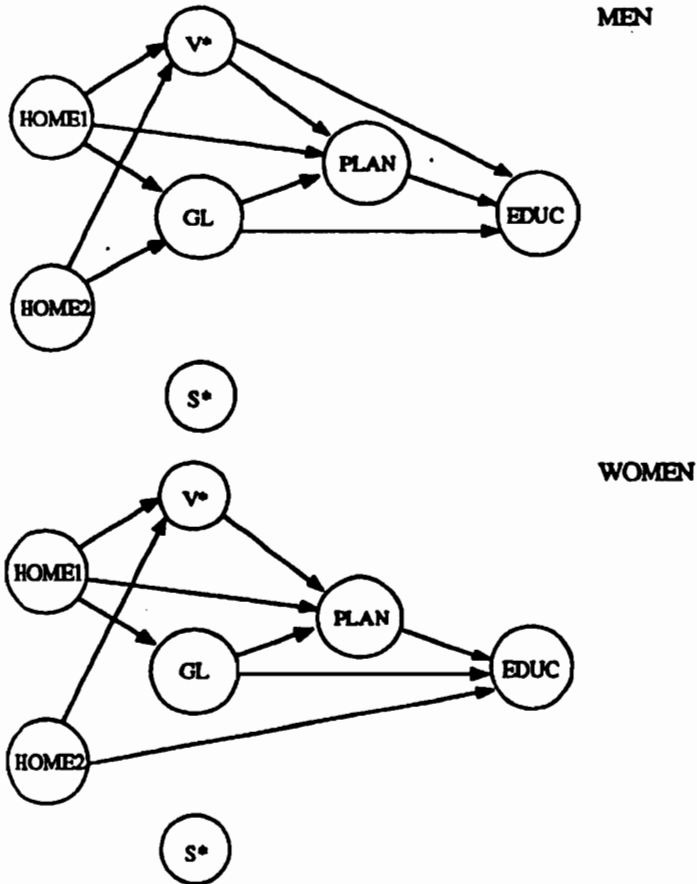 MEN
V*
HOME1
PLAN
GL
EDUC
HOME2
S*
WOMEN
V*
HOME1
PLAN
GL
EDUC
HOME2
S*